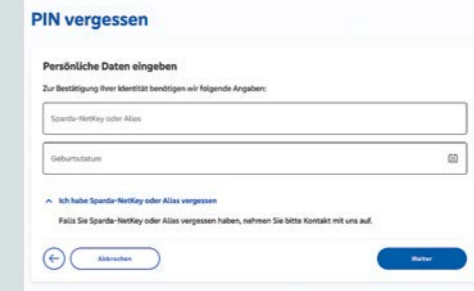 PIN vergessen
Persönliche Daten eingeben
Zur Bestätigung Ihrer Identität benötigen wir folgende Angaben:
Sparda-NetKey oder Alias
Geburtsdatum
Ich habe Sparda-NetKey oder Alias vergessen
Falls Sie Sparda-NetKey oder Alias vergessen haben, nehmen Sie bitte Kontakt mit uns auf.
Abbrechen
Weiter